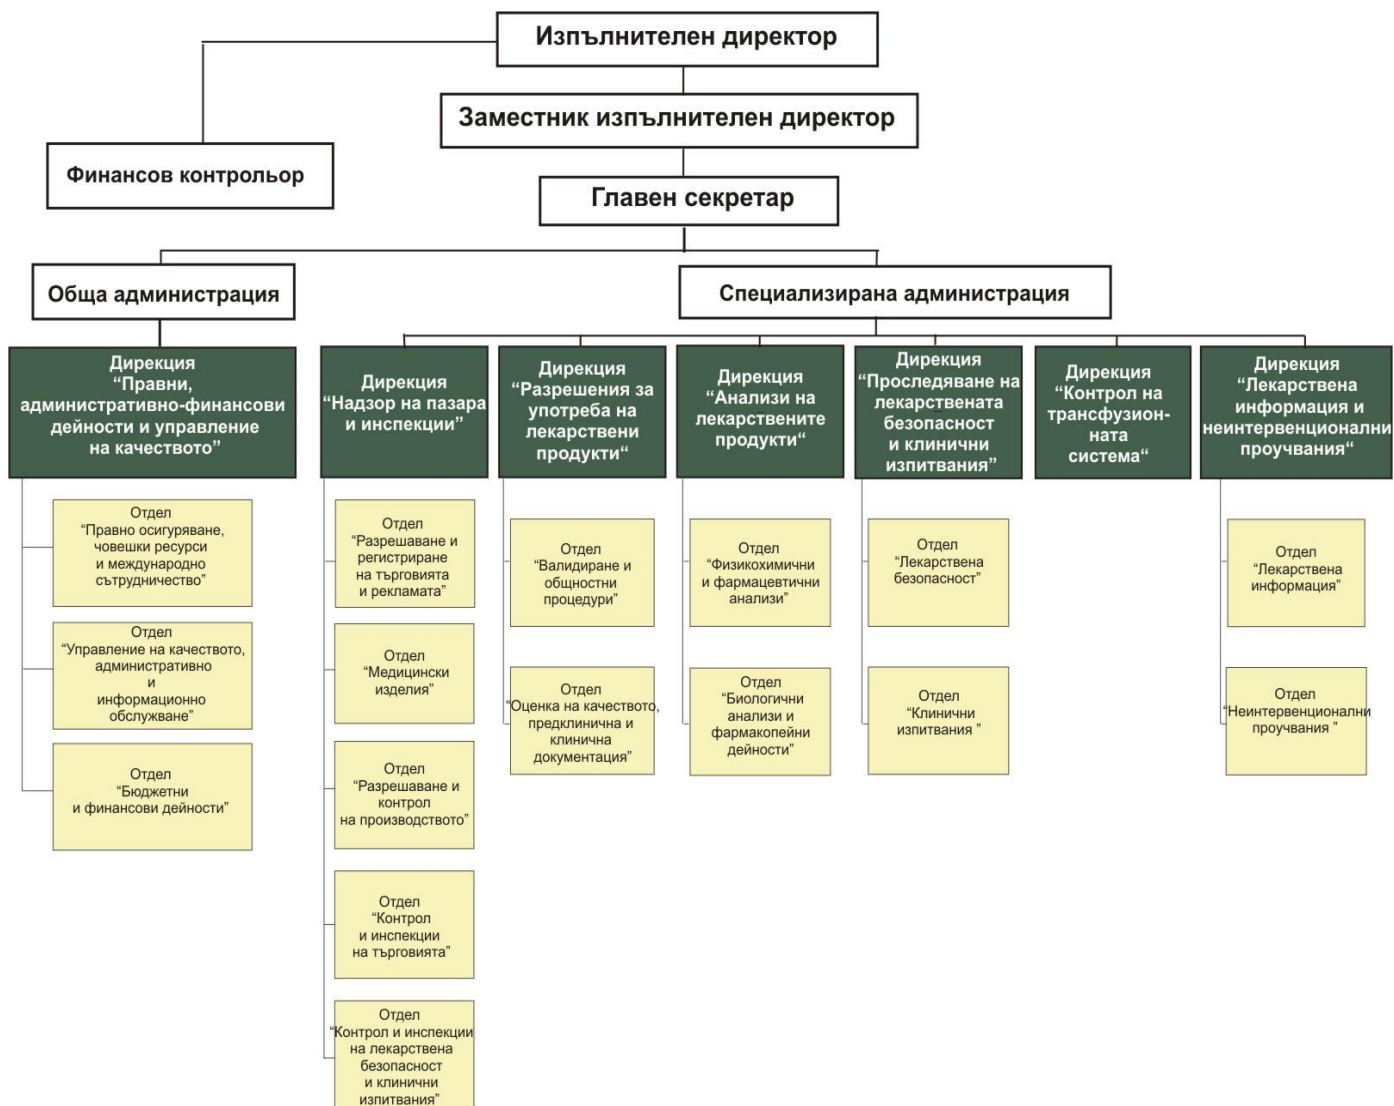 Изпълнителен директор
Заместник изпълнителен директор
Финансов контрольор
Главен секретар
Обща администрация
Специализирана администрация
Дирекция
“Правни,
административно-финансови
дейности и управление
на качеството”
Дирекция
“Надзор на пазара
и инспекции”
Дирекция
“Разрешения за
употреба на
лекарствени
продукти“
Дирекция
“Анализи на
лекарствените
продукти“
Дирекция
“Проследяване на
лекарствената
безопасност
и клинични
изпитвания”
Дирекция
“Контрол на
трансфузион-
ната
система“
Дирекция
“Лекарствена
информация и
неинтервенционални
проучвания“
Отдел
“Правно осигуряване,
човешки ресурси
и международно
сътрудничество”
Отдел
“Управление на качеството,
административно
и
информационно
обслужване”
Отдел
“Бюджетни
и финансови дейности”
Отдел
“Разрешаване и
регистриране
на търговията
и рекламата”
Отдел
“Медицински
изделия”
Отдел
“Разрешаване и
контрол
на производството”
Отдел
“Контрол
и инспекции
на търговията”
Отдел
“Контрол и инспекции
на лекарствена
безопасност
и клинични
изпитвания”
Отдел
“Валидиране и
общностни
процедури”
Отдел
“Оценка на качеството,
предклинична и
клинична
документация”
Отдел
“Физикохимични
и фармацевтични
анализи”
Отдел
“Биологични
анализи и
фармакопейни
дейности”
Отдел
“Лекарствена
безопасност”
Отдел
“Клинични
изпитвания ”
Отдел
“Лекарствена
информация”
Отдел
“Неинтервенционални
проучвания ”